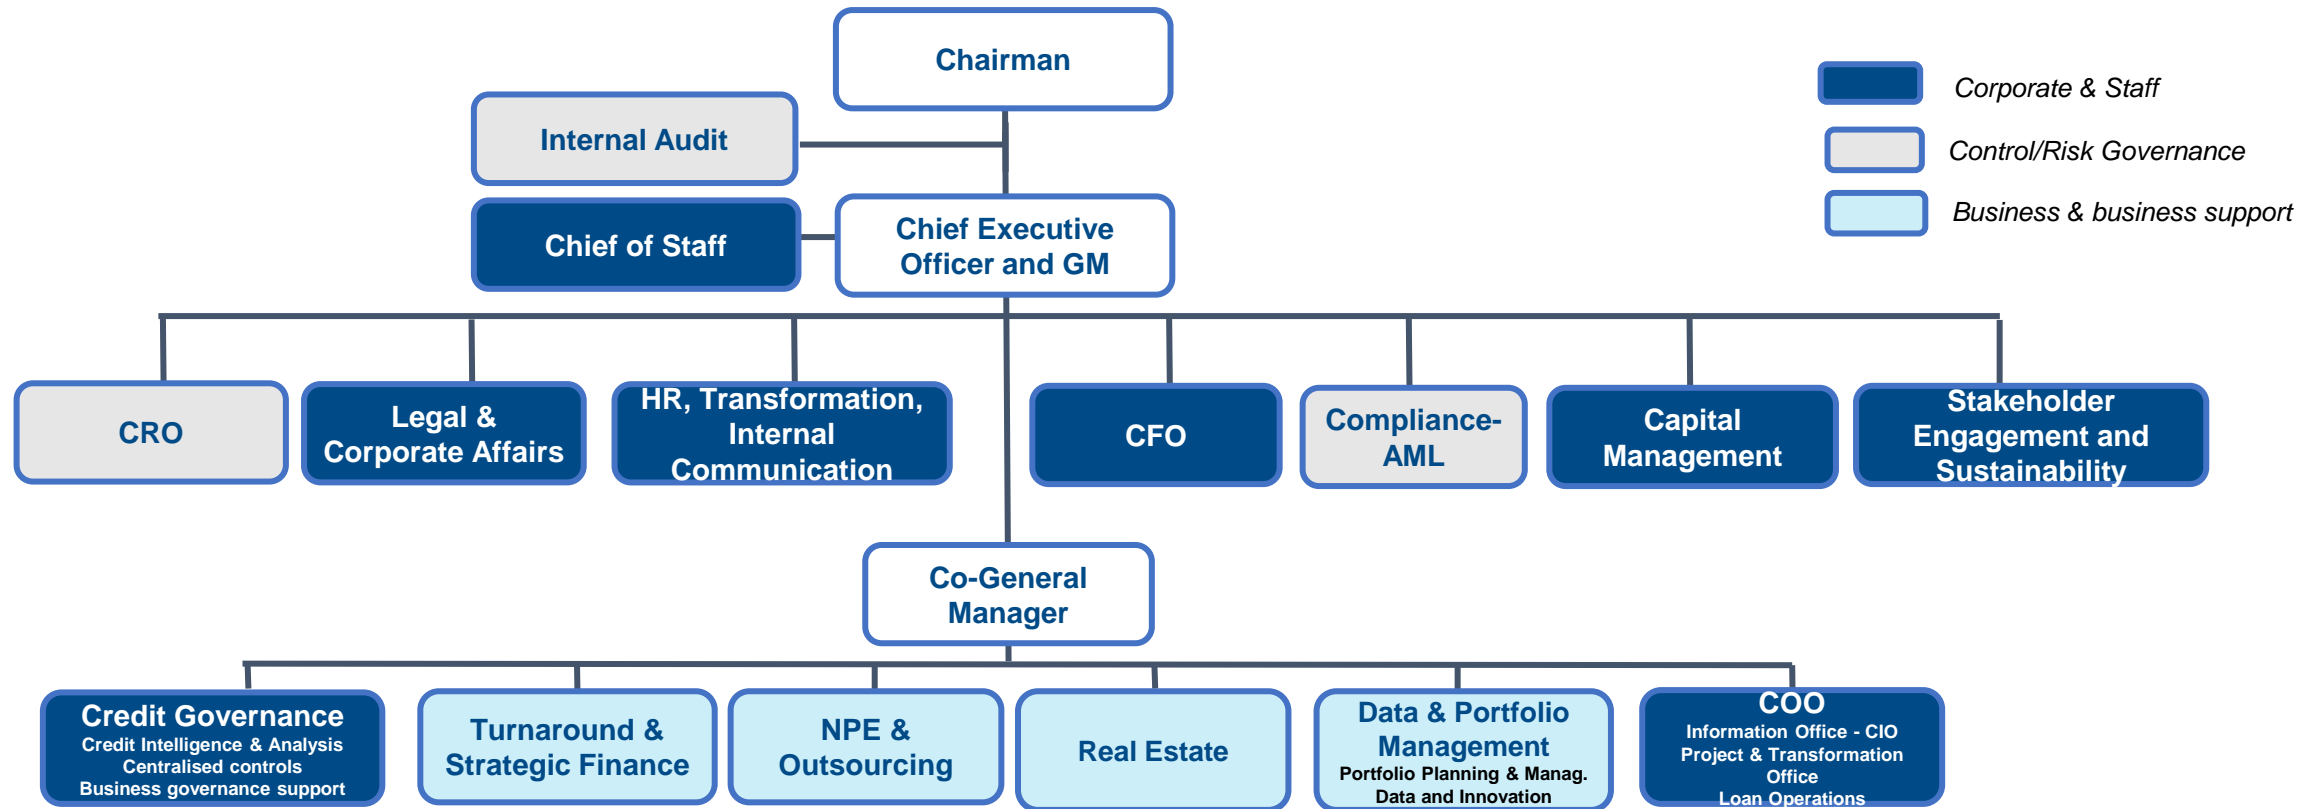 Chairman
Corporate & Staff
Internal Audit
Control/Risk Governance
Chief of Staff
Chief Executive
Officer and GM
Business & business support
CRO
Legal &
Corporate Affairs
HR, Transformation,
Internal
Communication
CFO
Compliance-
AML
Capital
Management
Stakeholder
Engagement and
Sustainability
Co-General
Manager
Credit Governance
Credit Intelligence & Analysis
Centralised controls
Business governance support
Turnaround &
Strategic Finance
NPE &
Outsourcing
Real Estate
Data & Portfolio
Management
Portfolio Planning & Manag.
Data and Innovation
COO
Information Office - CIO
Project & Transformation
Office
Loan Operations